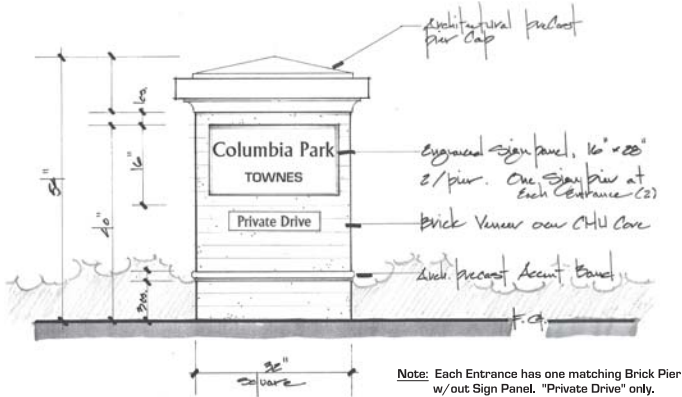 Architectural precast
pier Cap
Columbia Park
TOWNES
Engraved Sign panel, 16" x 28"
2/pier. One Sign pier at
Each Entrance (2)
Private Drive
Brick Veneer over CMU Core
Arch. precast Accent Band
16"
40"
F.G.
32"
Square
Note: Each Entrance has one matching Brick Pier
w/out Sign Panel. "Private Drive" only.